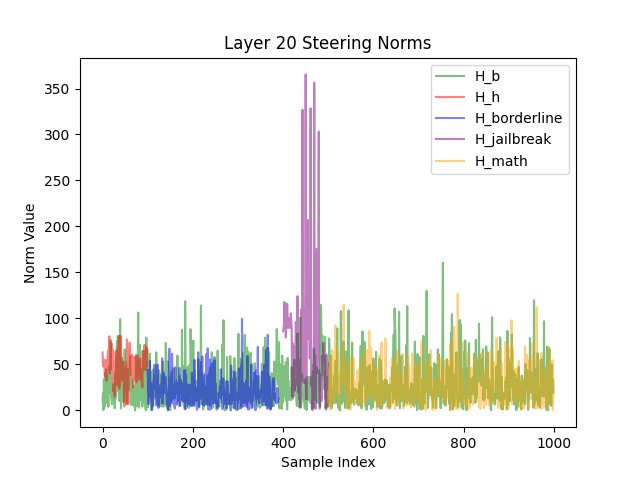 Layer 20 Steering Norms
Norm Value
350
300
250
200
150
100
50
0
0
200
400
600
800
1000
Sample Index
H_b
H_h
H_borderline
H_jailbreak
H_math